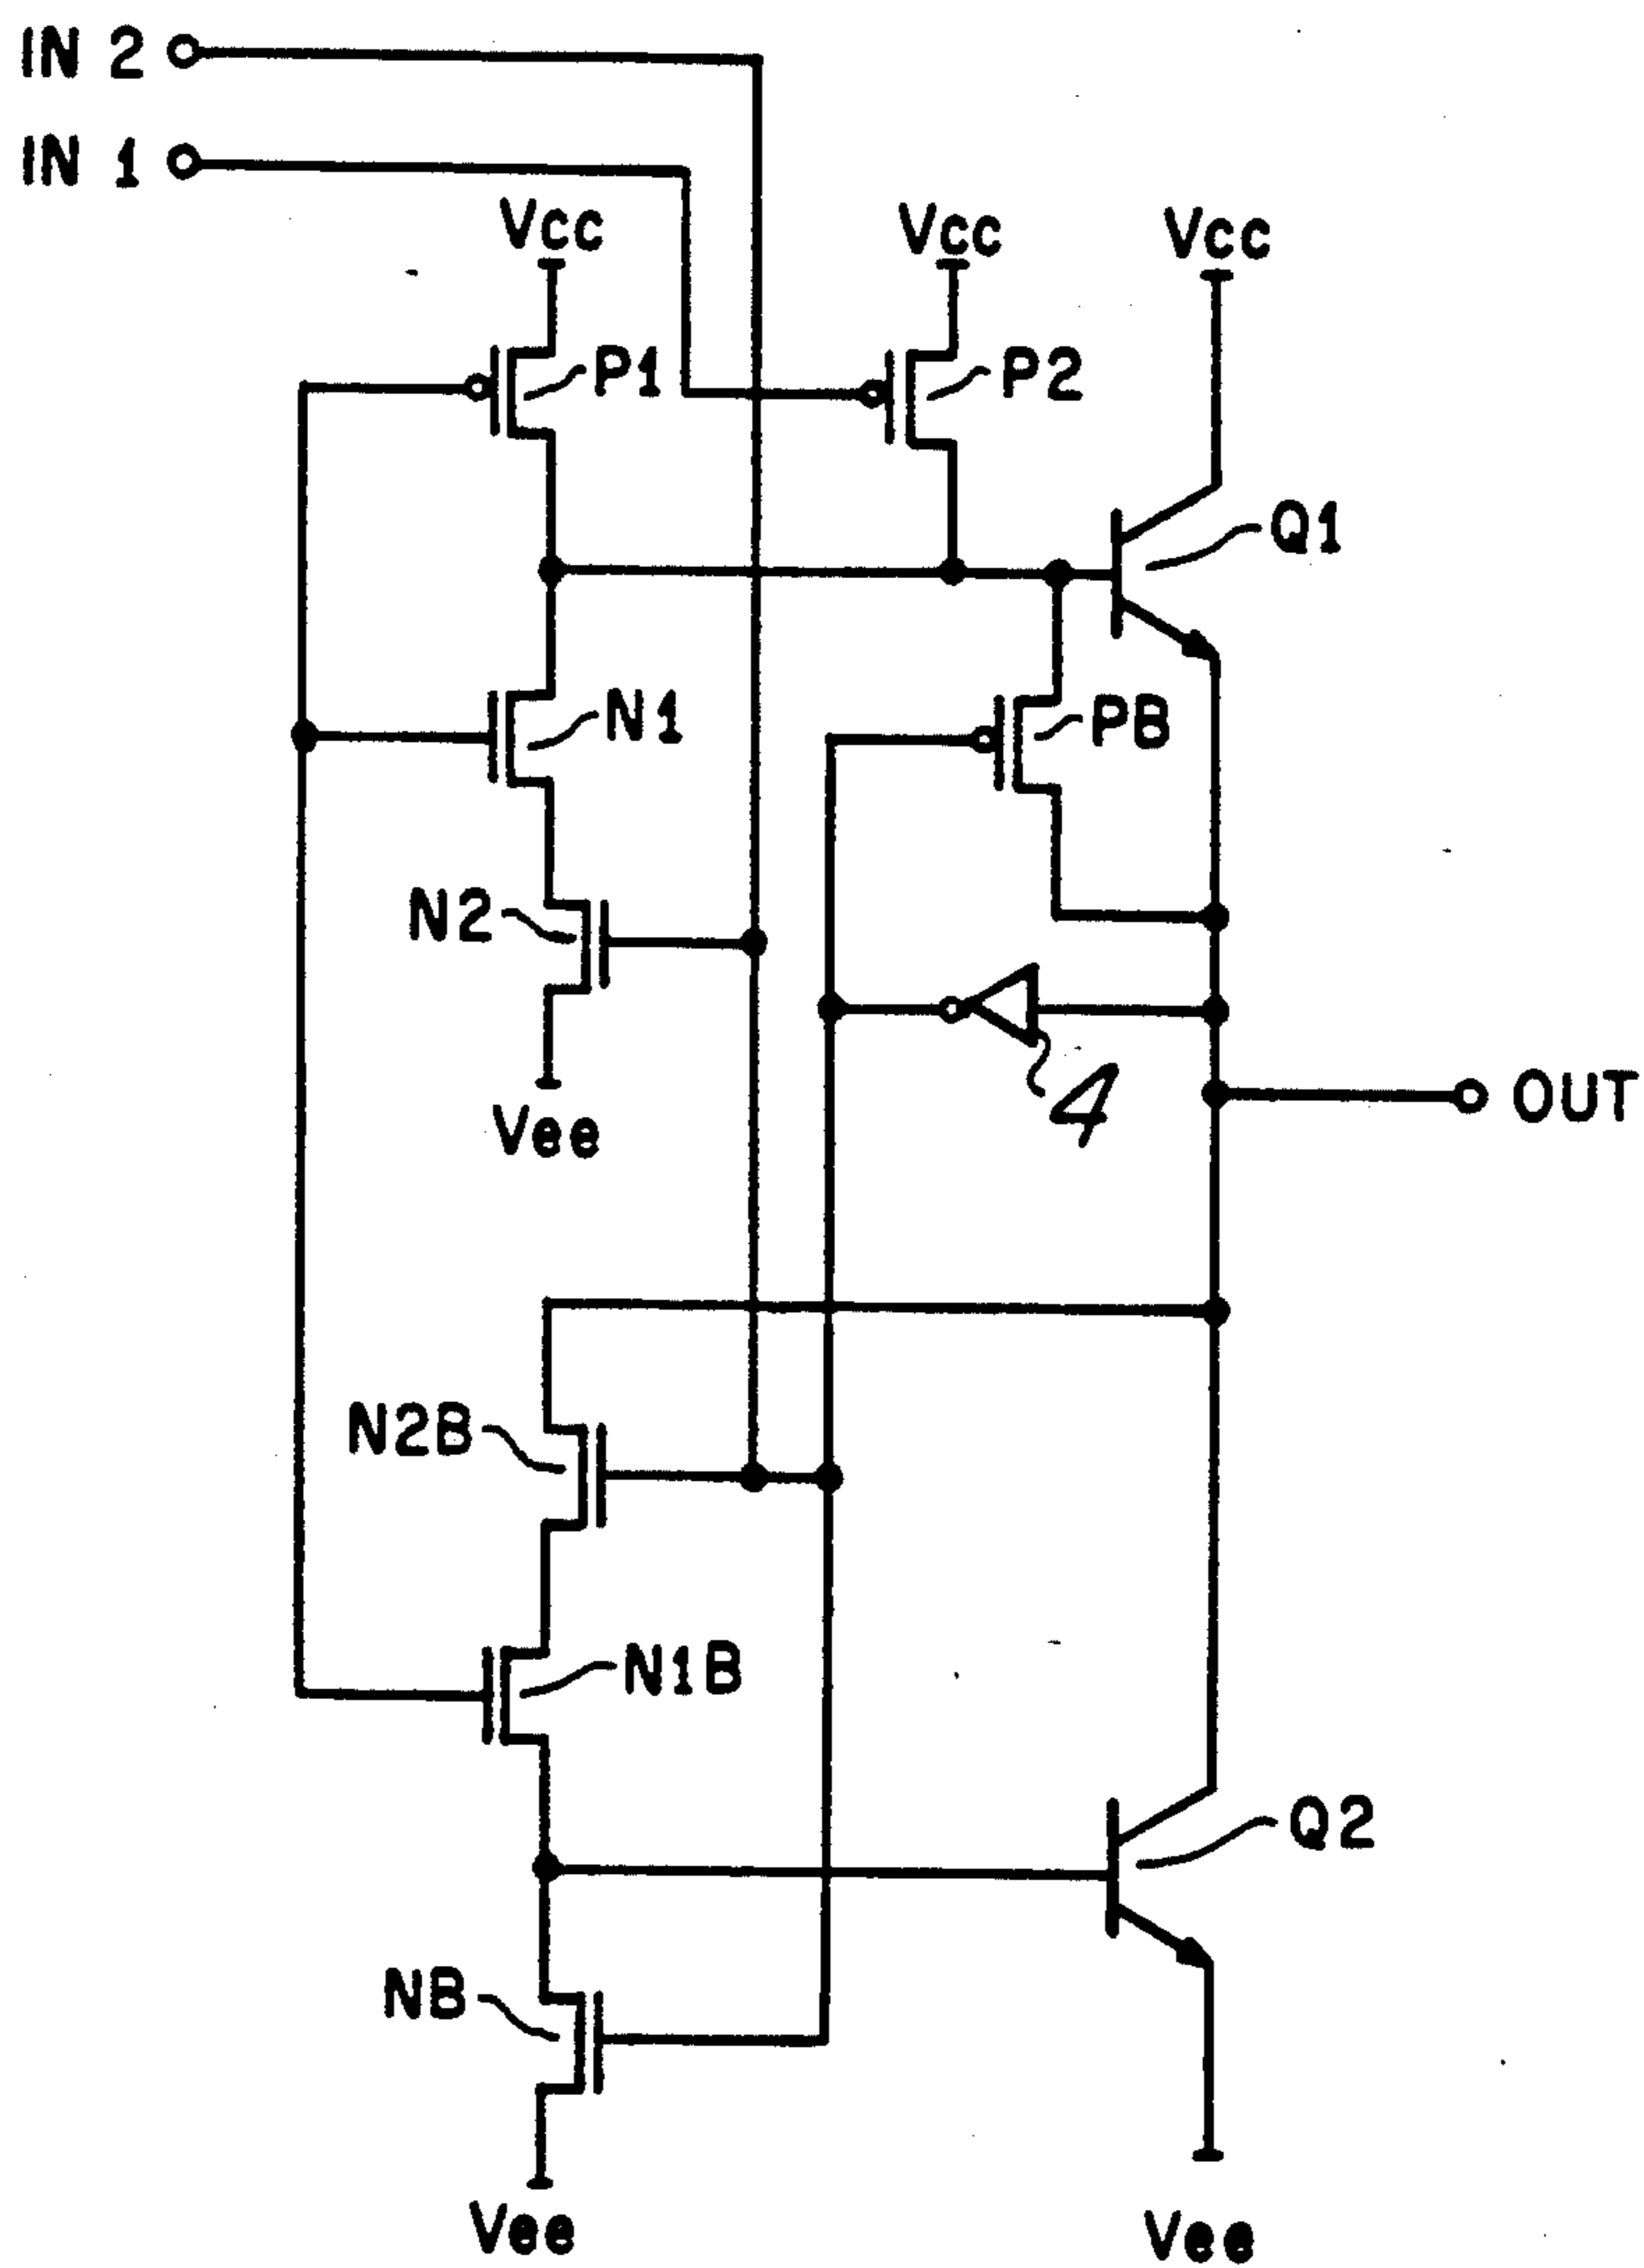 IN 2
IN 1
Vcc
Vcc
Vcc
P1
P2
Q1
N1
PB
N2
4
OUT
Vee
N2B
N1B
Q2
NB
Vee
Vee